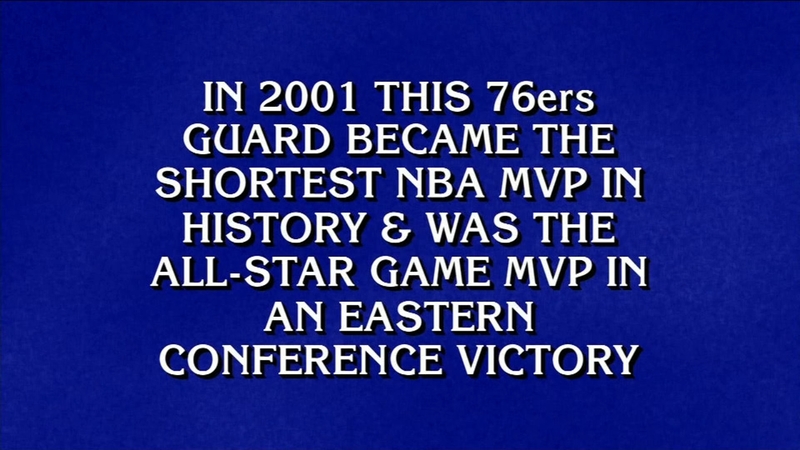 IN 2001 THIS 76ers
GUARD BECAME THE
SHORTEST NBA MVP IN
HISTORY & WAS THE
ALL-STAR GAME MVP IN
AN EASTERN
CONFERENCE VICTORY